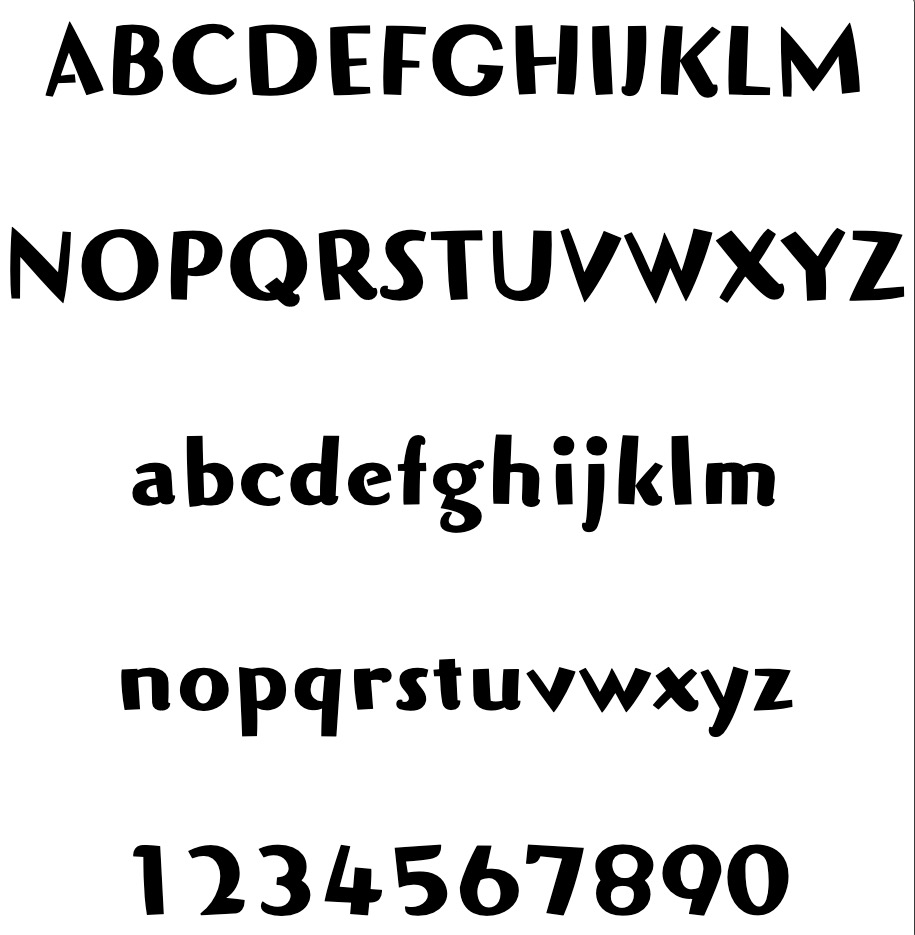 ABCDEFGHIJKLM
NOPQRSTUVWXYZ
abcdefghijklm
nopqrstuvwxyz
1234567890